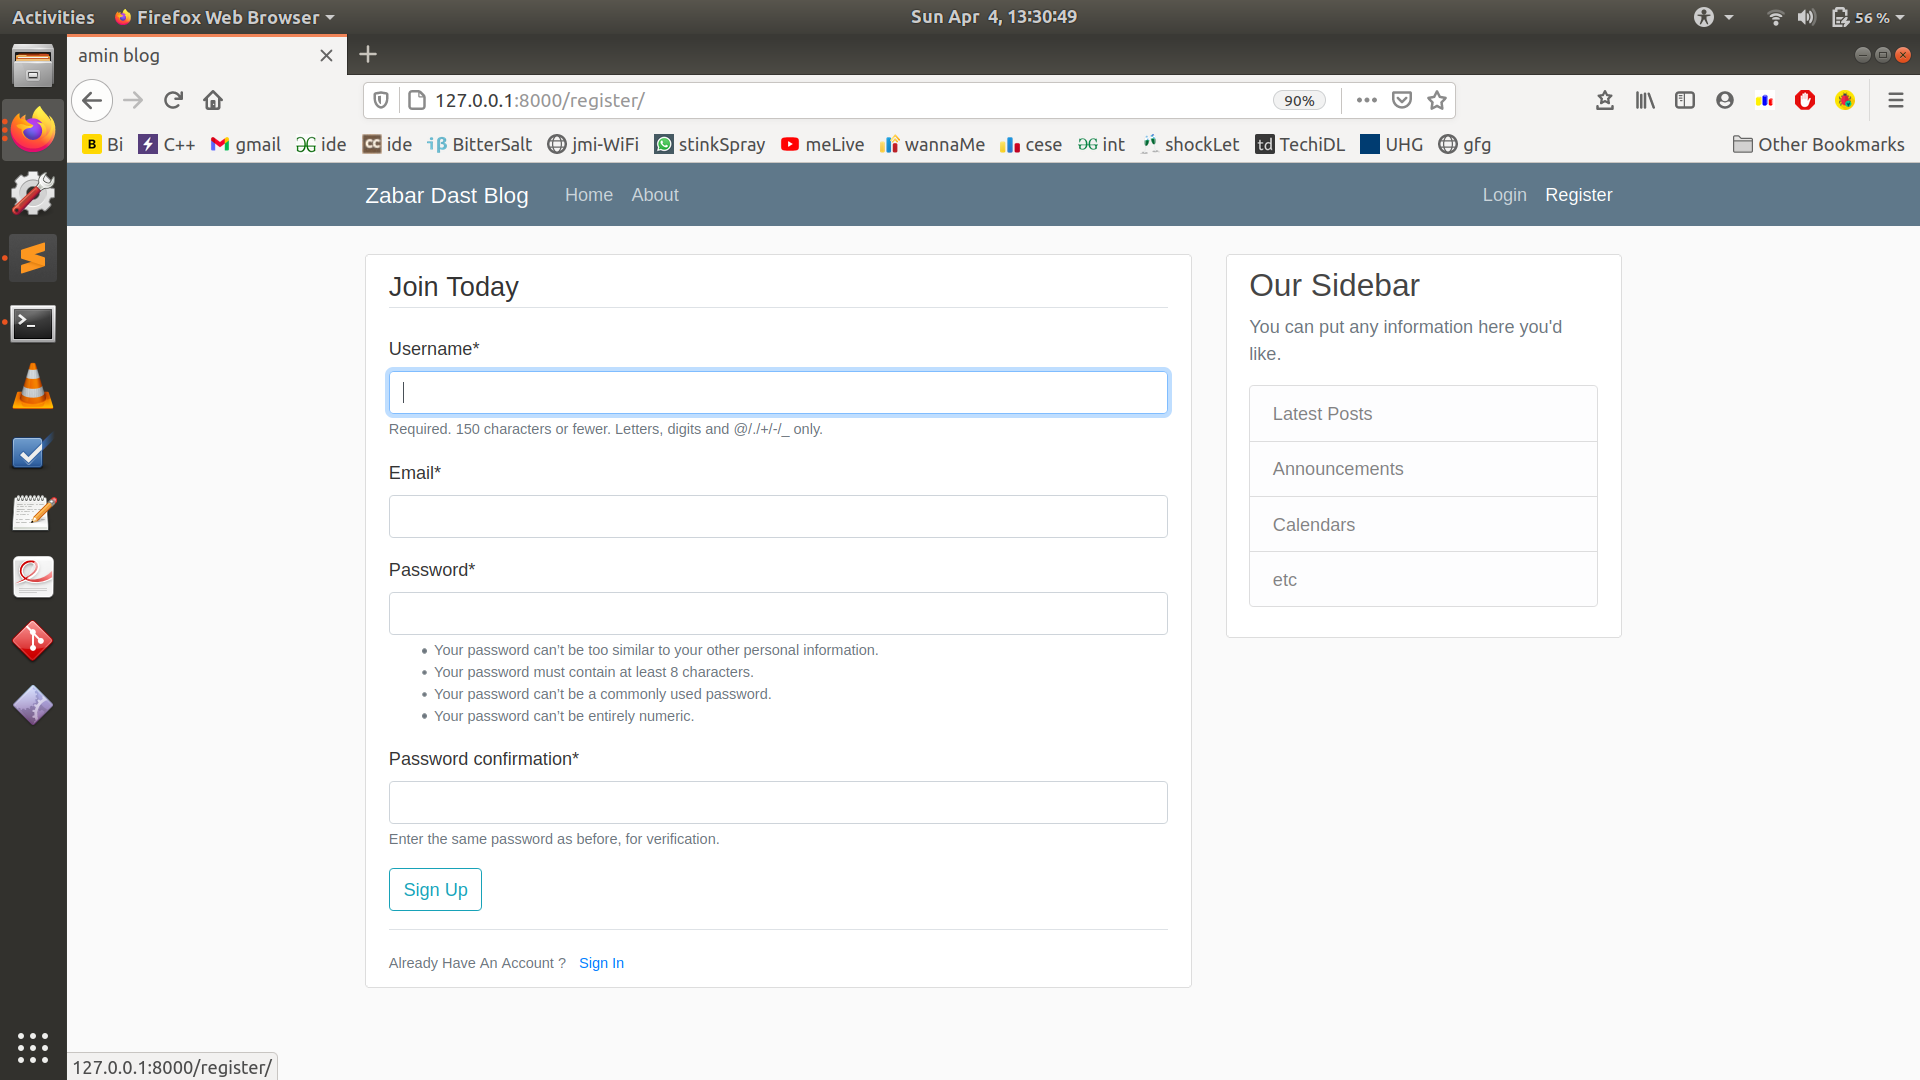 Activities Firefox Web Browser Sun Apr 4, 13:30:49 56 %
amin blog
127.0.0.1:8000/register/ 90%
B Bi C++ gmail ide CC ide iβ BitterSalt jmi-WiFi stinkSpray meLive wannaMe cese int shockLet td TechiDL UHG gfg Other Bookmarks
Zabar Dast Blog Home About Login Register
Join Today
Username*
Required. 150 characters or fewer. Letters, digits and @/./+/-/_ only.
Email*
Password*
Your password can’t be too similar to your other personal information.
Your password must contain at least 8 characters.
Your password can’t be a commonly used password.
Your password can’t be entirely numeric.
Password confirmation*
Enter the same password as before, for verification.
Sign Up
Already Have An Account ? Sign In
Our Sidebar
You can put any information here you'd
like.
Latest Posts
Announcements
Calendars
etc
127.0.0.1:8000/register/